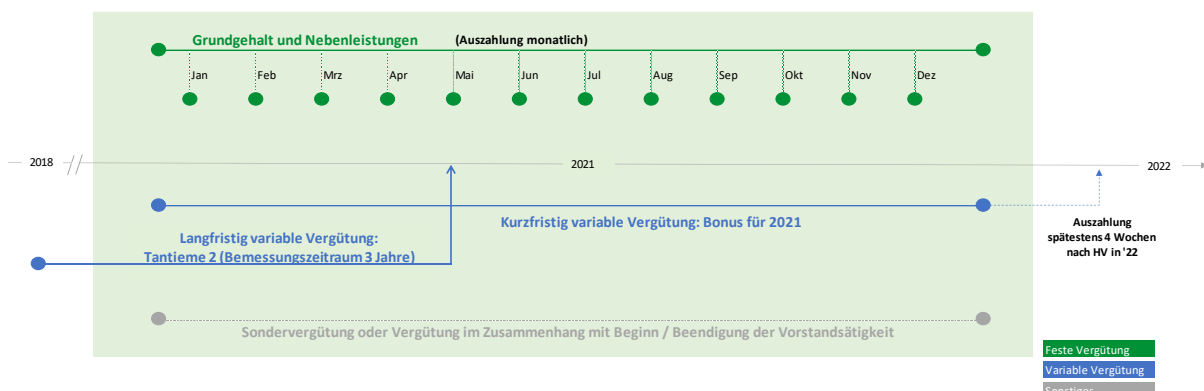 Grundgehalt und Nebenleistungen (Auszahlung monatlich)
Jan Feb Mrz Apr Mai Jun Jul Aug Sep Okt Nov Dez
2018 2021 2022
Kurzfristig variable Vergütung: Bonus für 2021
Auszahlung
spätestens 4 Wochen
nach HV in '22
Langfristig variable Vergütung:
Tantieme 2 (Bemessungszeitraum 3 Jahre)
Sondervergütung oder Vergütung im Zusammenhang mit Beginn / Beendigung der Vorstandsätigkeit
Feste Vergütung
Variable Vergütung
Sonstiges